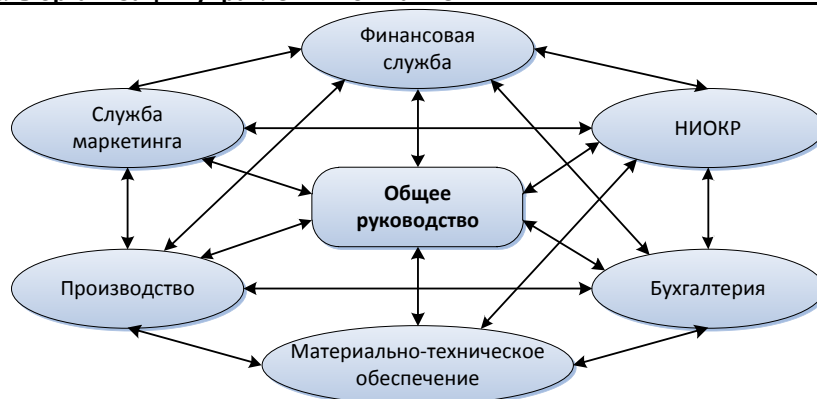 Финансовая
служба
Служба
маркетинга
НИОКР
Общее
руководство
Производство
Бухгалтерия
Материально-техническое
обеспечение